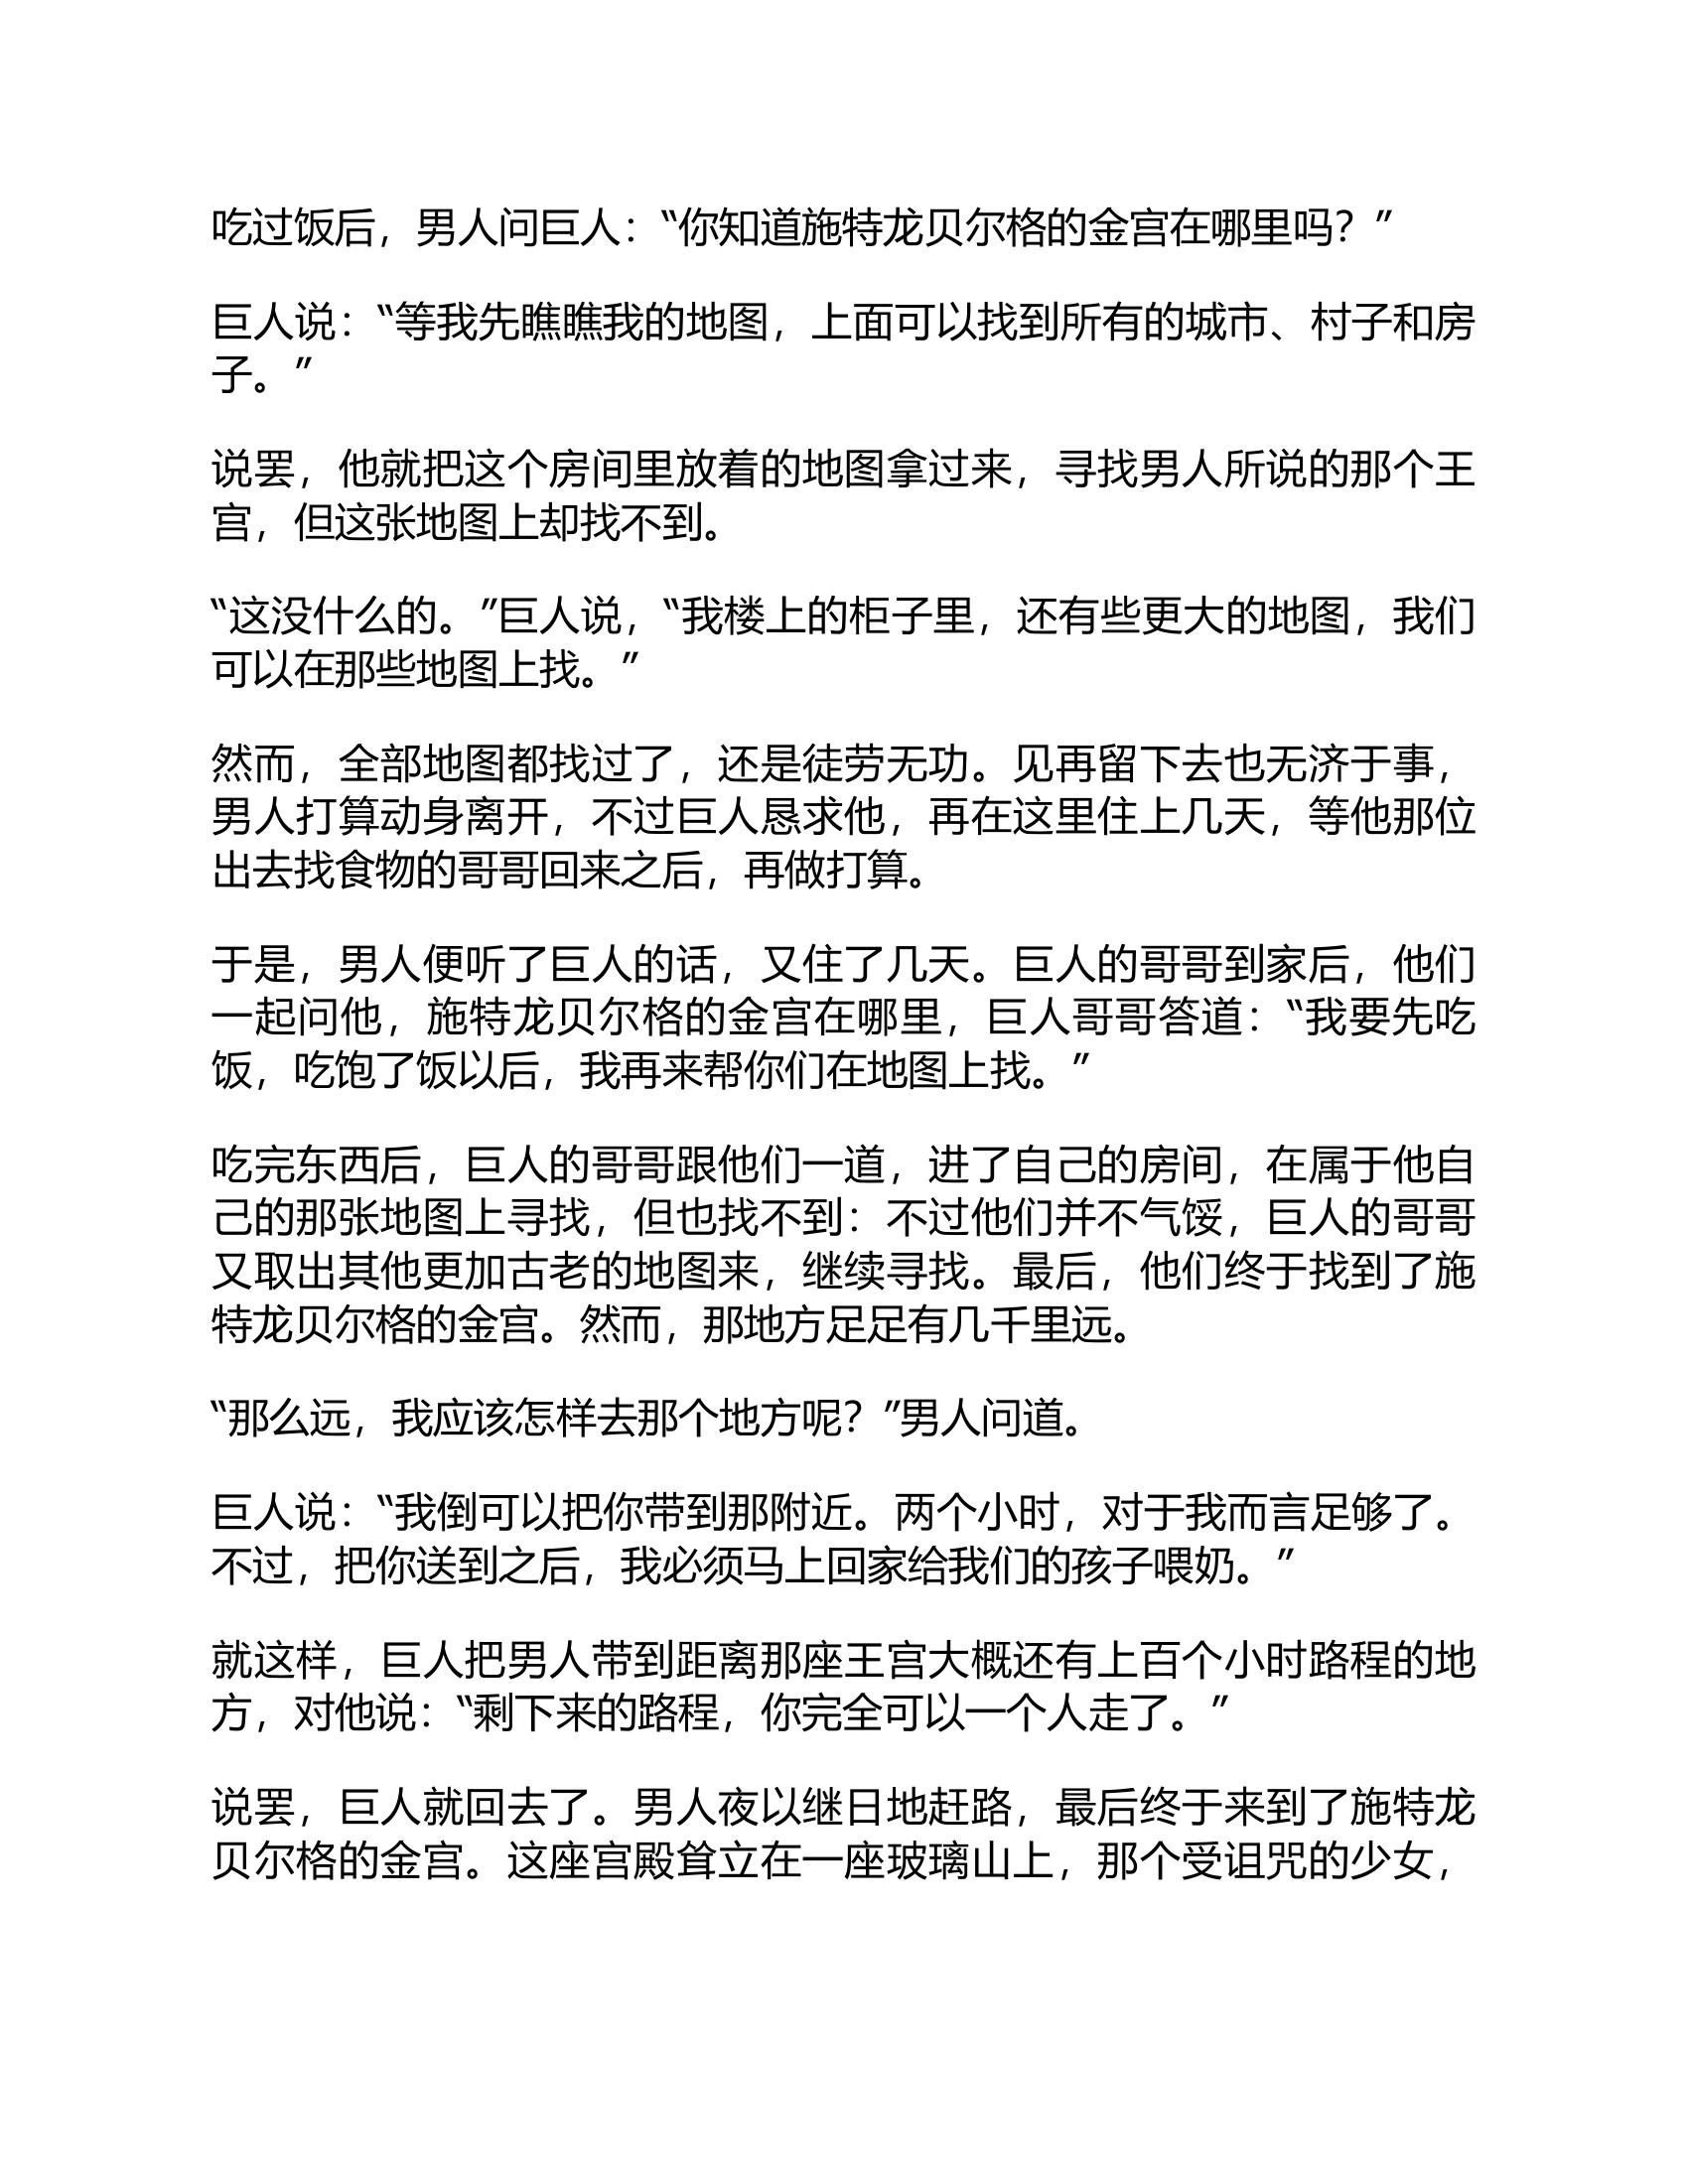 吃过饭后，男人问巨人：“你知道施特龙贝尔格的金宫在哪里吗？”
巨人说：“等我先瞧瞧我的地图，上面可以找到所有的城市、村子和房
子。”
说罢，他就把这个房间里放着的地图拿过来，寻找男人所说的那个王
宫，但这张地图上却找不到。
“这没什么的。”巨人说，“我楼上的柜子里，还有些更大的地图，我们
可以在那些地图上找。”
然而，全部地图都找过了，还是徒劳无功。见再留下去也无济于事，
男人打算动身离开，不过巨人恳求他，再在这里住上几天，等他那位
出去找食物的哥哥回来之后，再做打算。
于是，男人便听了巨人的话，又住了几天。巨人的哥哥到家后，他们
一起问他，施特龙贝尔格的金宫在哪里，巨人哥哥答道：“我要先吃
饭，吃饱了饭以后，我再来帮你们在地图上找。”
吃完东西后，巨人的哥哥跟他们一道，进了自己的房间，在属于他自
己的那张地图上寻找，但也找不到：不过他们并不气馁，巨人的哥哥
又取出其他更加古老的地图来，继续寻找。最后，他们终于找到了施
特龙贝尔格的金宫。然而，那地方足足有几千里远。
“那么远，我应该怎样去那个地方呢？”男人问道。
巨人说：“我倒可以把你带到那附近。两个小时，对于我而言足够了。
不过，把你送到之后，我必须马上回家给我们的孩子喂奶。”
就这样，巨人把男人带到距离那座王宫大概还有上百个小时路程的地
方，对他说：“剩下来的路程，你完全可以一个人走了。”
说罢，巨人就回去了。男人夜以继日地赶路，最后终于来到了施特龙
贝尔格的金宫。这座宫殿耸立在一座玻璃山上，那个受诅咒的少女，